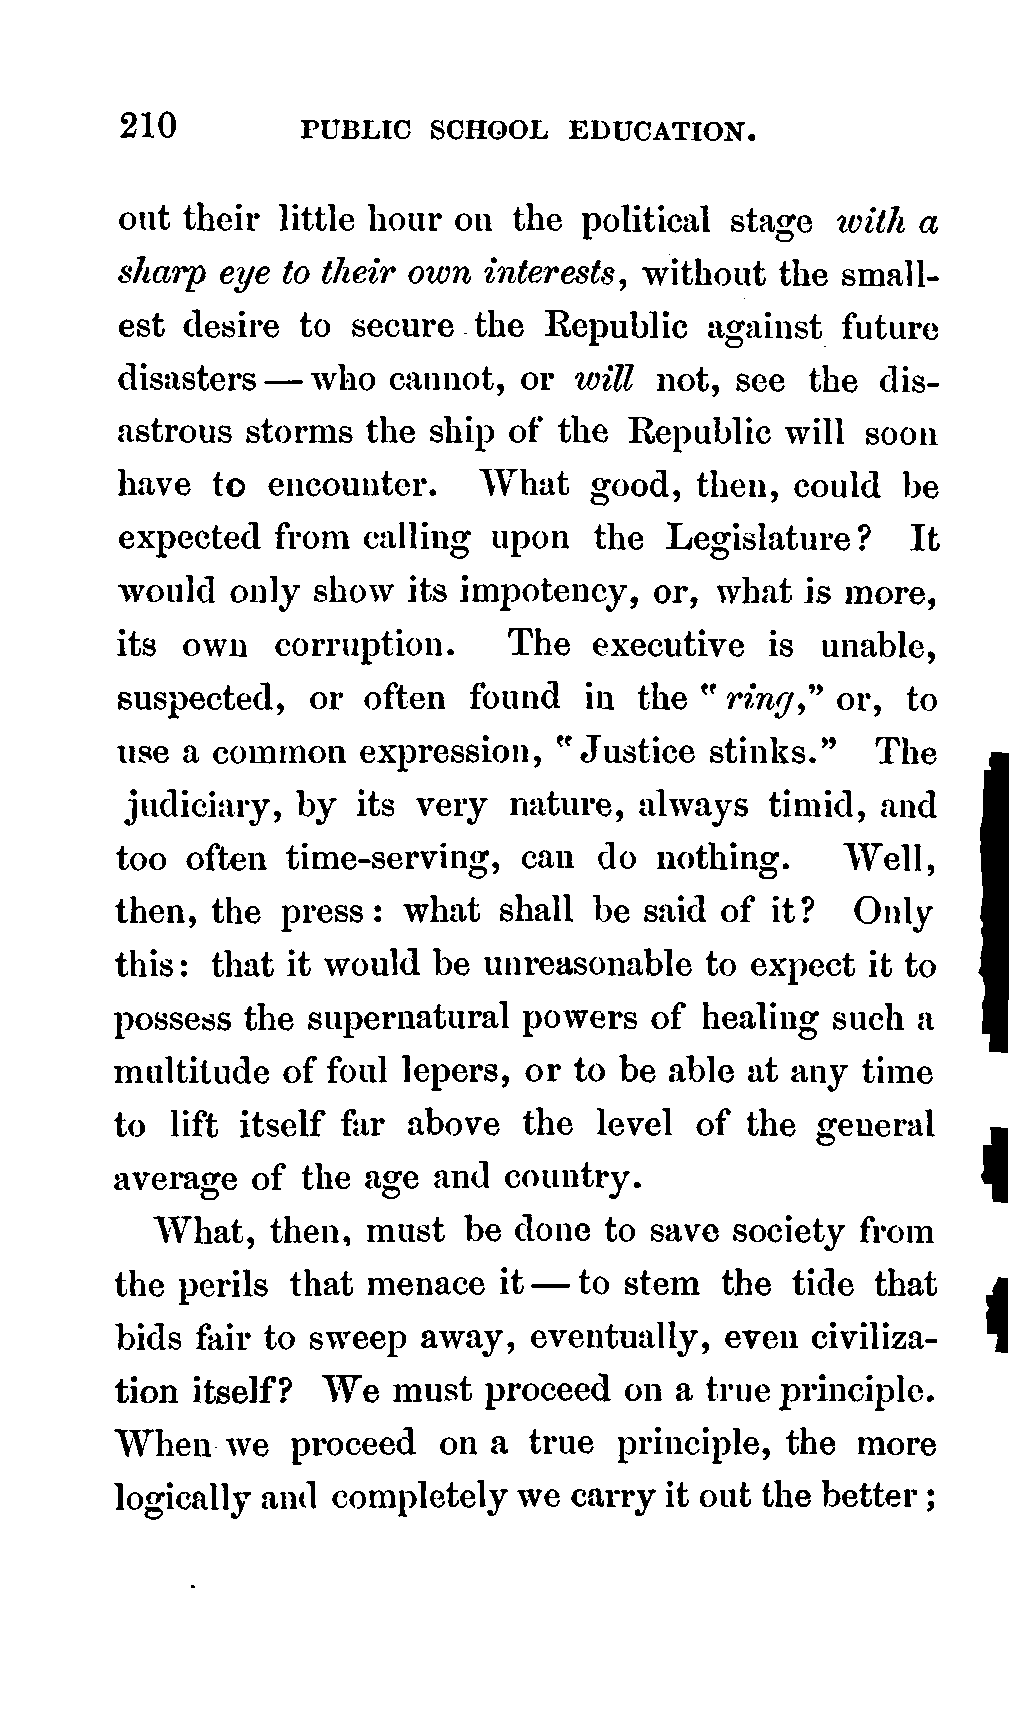 210 PUBLIC SCHOOL EDUCATION.
out their little hour on the political stage with a
sharp eye to their own interests, without the small-
est desire to secure the Republic against future
disasters — who cannot, or will not, see the dis-
astrous storms the ship of the Republic will soon
have to encounter. What good, then, could be
expected from calling upon the Legislature? It
would only show its impotency, or, what is more,
its own corruption. The executive is unable,
suspected, or often found in the "ring," or, to
use a common expression, "Justice stinks." The
judiciary, by its very nature, always timid, and
too often time-serving, can do nothing. Well,
then, the press: what shall be said of it? Only
this: that it would be unreasonable to expect it to
possess the supernatural powers of healing such a
multitude of foul lepers, or to be able at any time
to lift itself far above the level of the general
average of the age and country.
What, then, must be done to save society from
the perils that menace it — to stem the tide that
bids fair to sweep away, eventually, even civiliza-
tion itself? We must proceed on a true principle.
When we proceed on a true principle, the more
logically and completely we carry it out the better;